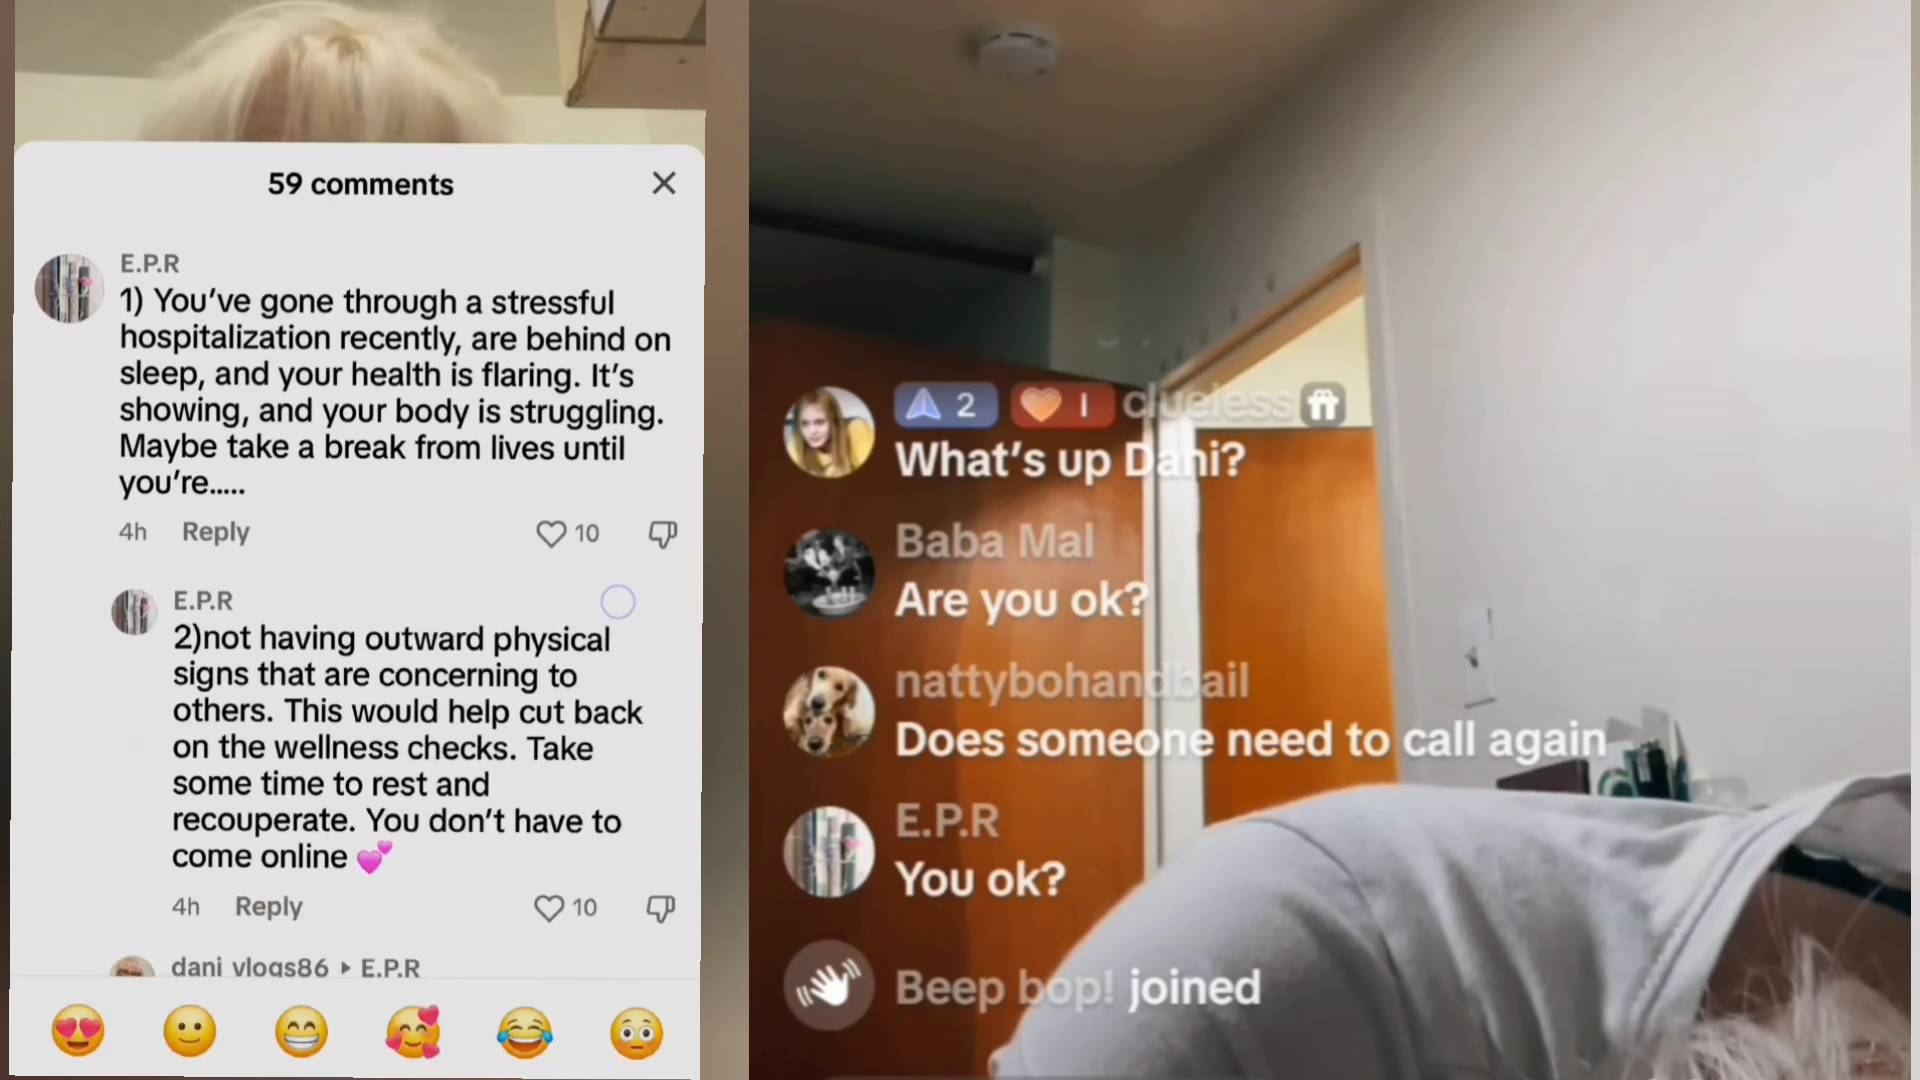 59 comments
E.P.R
1) You've gone through a stressful
hospitalization recently, are behind on
sleep, and your health is flaring. It's
showing, and your body is struggling.
Maybe take a break from lives until
you're.....
4h Reply 10
E.P.R
2)not having outward physical
signs that are concerning to
others. This would help cut back
on the wellness checks. Take
some time to rest and
recouperate. You don't have to
come online 💕
4h Reply 10
dani vlogs86 ▸ E.P.R
2 1 clueless
What's up Dani?
Baba Mal
Are you ok?
nattybohandbail
Does someone need to call again
E.P.R
You ok?
Beep bop! joined